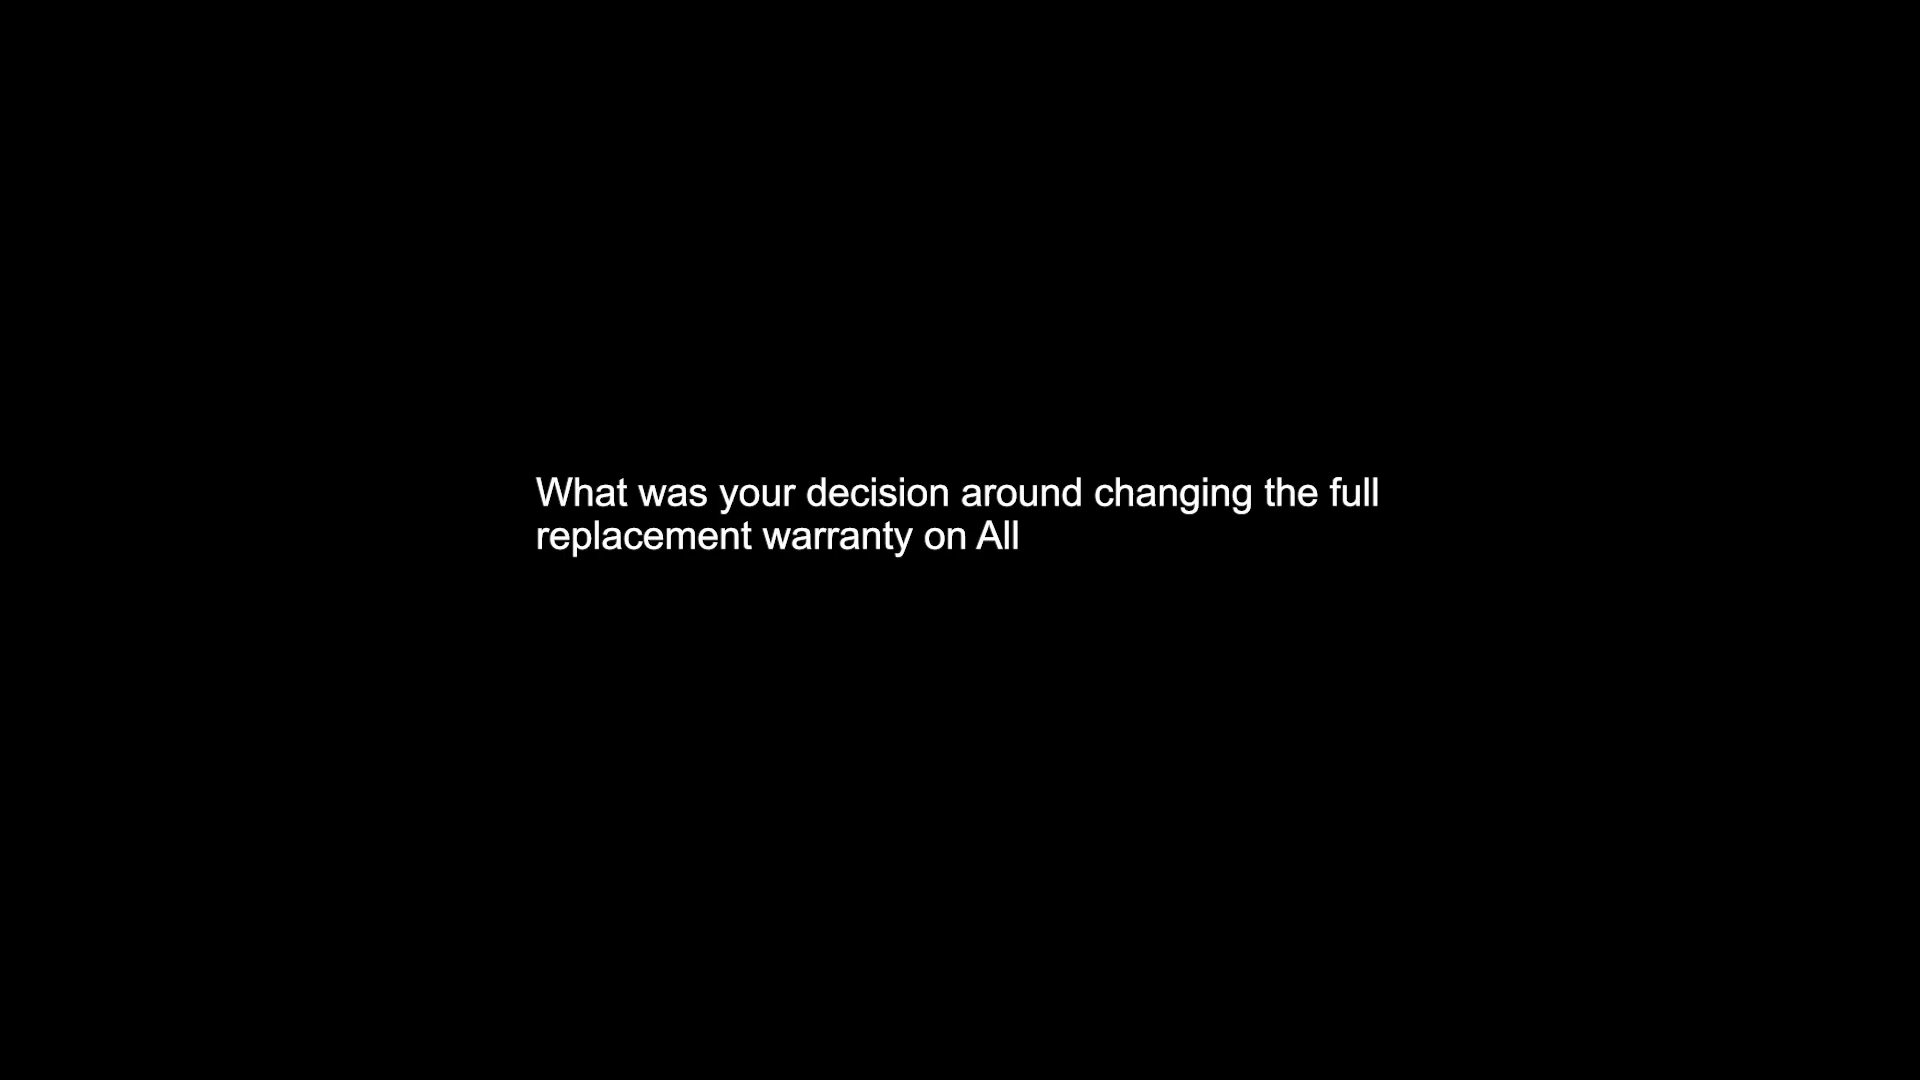 What was your decision around changing the full
replacement warranty on All